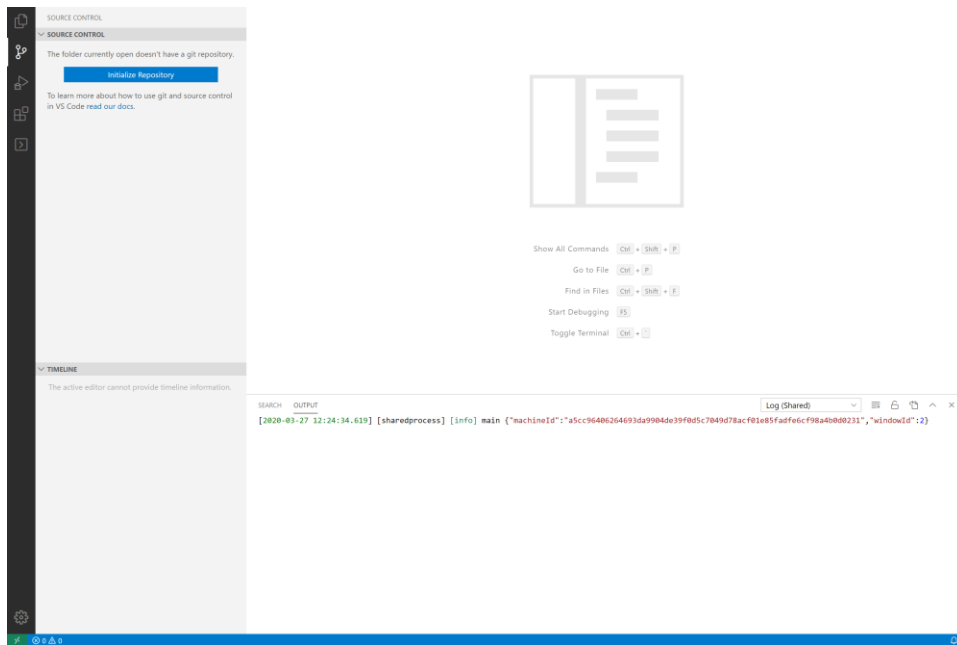 SOURCE CONTROL
SOURCE CONTROL
The folder currently open doesn't have a git repository.
Initialize Repository
To learn more about how to use git and source control
in VS Code read our docs.
Show All Commands Ctrl + Shift + P
Go to File Ctrl + P
Find in Files Ctrl + Shift + F
Start Debugging F5
Toggle Terminal Ctrl + `
TIMELINE
The active editor cannot provide timeline information.
SEARCH OUTPUT Log (Shared)
[2020-03-27 12:24:34.619] [sharedprocess] [info] main {"machineId":"a5cc96406264693da9904de39f0d5c7049d78acf01e85fadfe6cf98a4b0d0231","windowId":2}
0 0